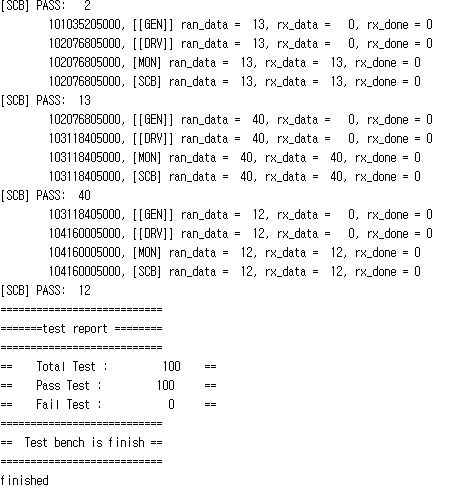 [SCB] PASS:   2
101035205000, [[GEN]] ran_data =  13, rx_data =   0, rx_done = 0
102076805000, [[DRV]] ran_data =  13, rx_data =   0, rx_done = 0
102076805000, [MON] ran_data =  13, rx_data =  13, rx_done = 0
102076805000, [SCB] ran_data =  13, rx_data =  13, rx_done = 0
[SCB] PASS:  13
102076805000, [[GEN]] ran_data =  40, rx_data =   0, rx_done = 0
103118405000, [[DRV]] ran_data =  40, rx_data =   0, rx_done = 0
103118405000, [MON] ran_data =  40, rx_data =  40, rx_done = 0
103118405000, [SCB] ran_data =  40, rx_data =  40, rx_done = 0
[SCB] PASS:  40
103118405000, [[GEN]] ran_data =  12, rx_data =   0, rx_done = 0
104160005000, [[DRV]] ran_data =  12, rx_data =   0, rx_done = 0
104160005000, [MON] ran_data =  12, rx_data =  12, rx_done = 0
104160005000, [SCB] ran_data =  12, rx_data =  12, rx_done = 0
[SCB] PASS:  12
===========================
=======test report ========
===========================
==    Total Test :         100    ==
==    Pass Test :         100    ==
==    Fail Test :           0     ==
===========================
==  Test bench is finish ==
===========================
finished